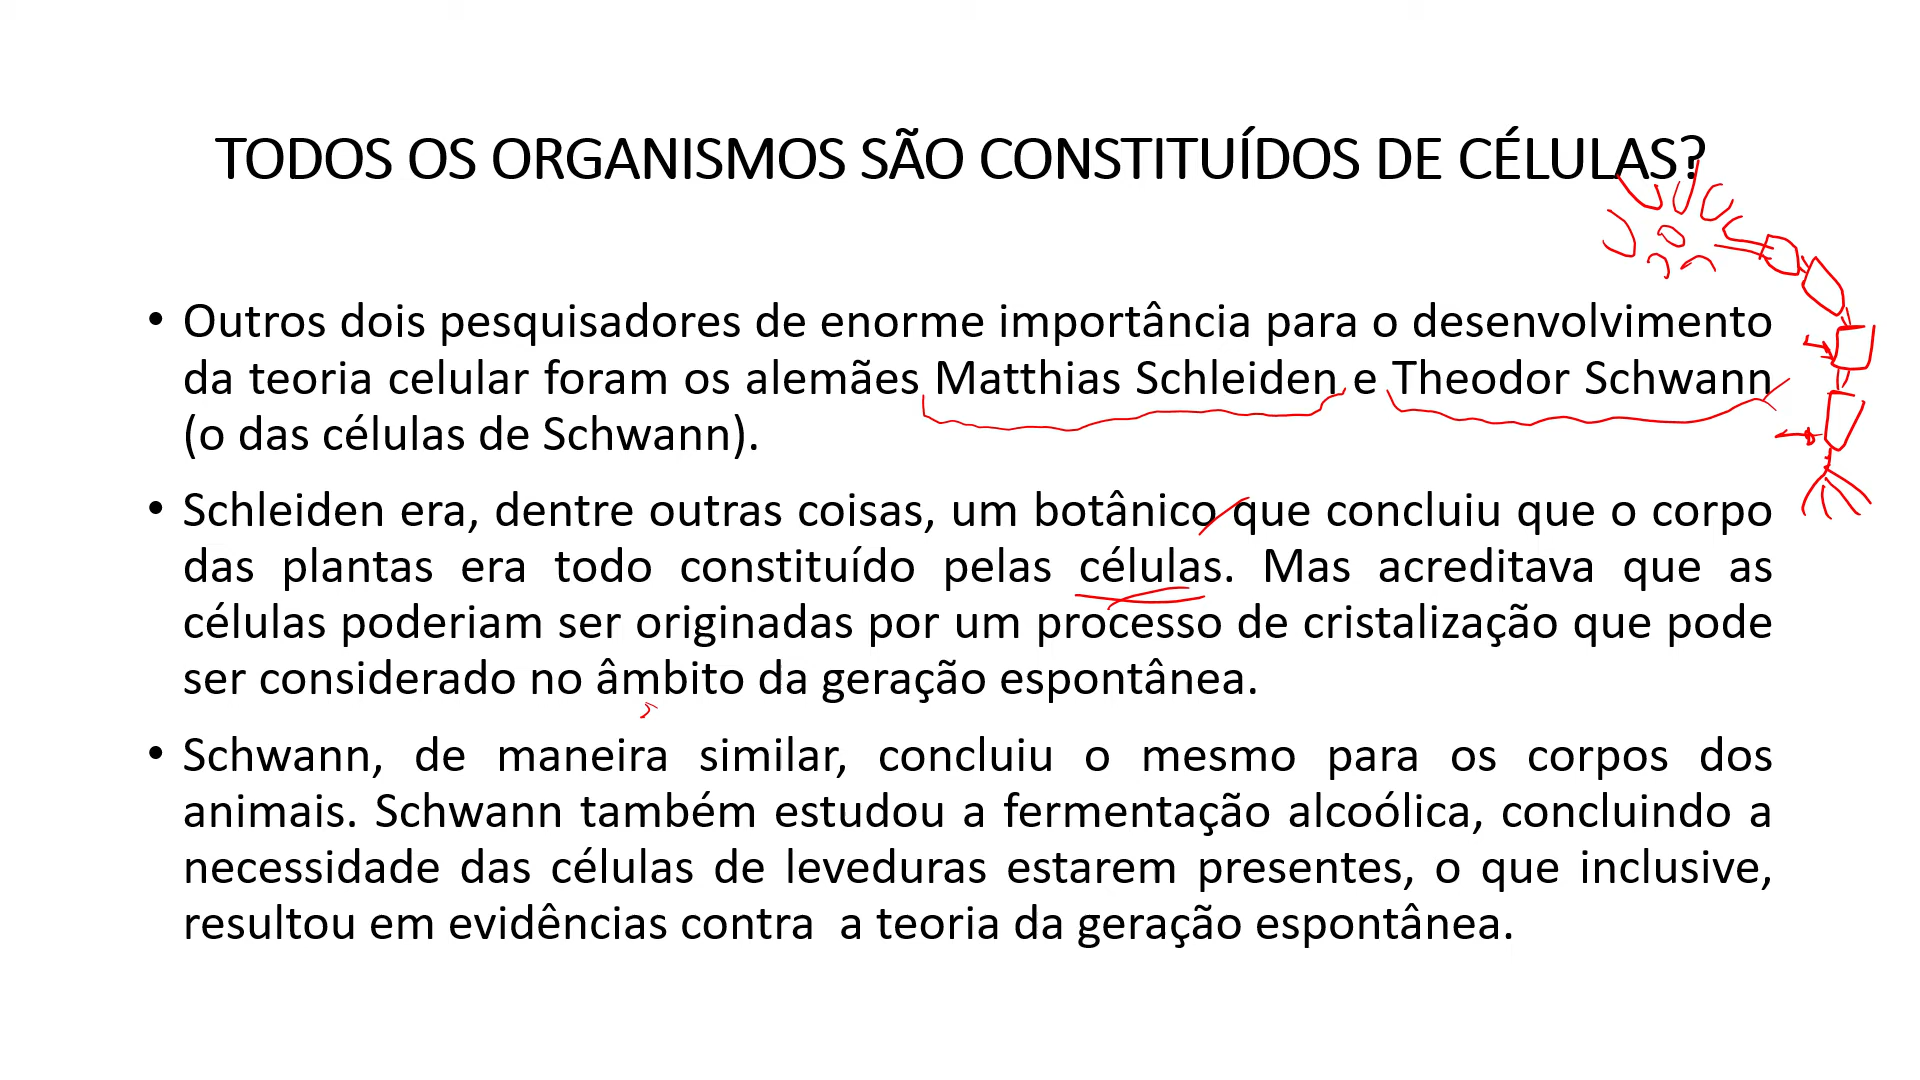 TODOS OS ORGANISMOS SÃO CONSTITUÍDOS DE CÉLULAS?
• Outros dois pesquisadores de enorme importância para o desenvolvimento
da teoria celular foram os alemães Matthias Schleiden e Theodor Schwann
(o das células de Schwann).
• Schleiden era, dentre outras coisas, um botânico que concluiu que o corpo
das plantas era todo constituído pelas células. Mas acreditava que as
células poderiam ser originadas por um processo de cristalização que pode
ser considerado no âmbito da geração espontânea.
• Schwann, de maneira similar, concluiu o mesmo para os corpos dos
animais. Schwann também estudou a fermentação alcoólica, concluindo a
necessidade das células de leveduras estarem presentes, o que inclusive,
resultou em evidências contra  a teoria da geração espontânea.